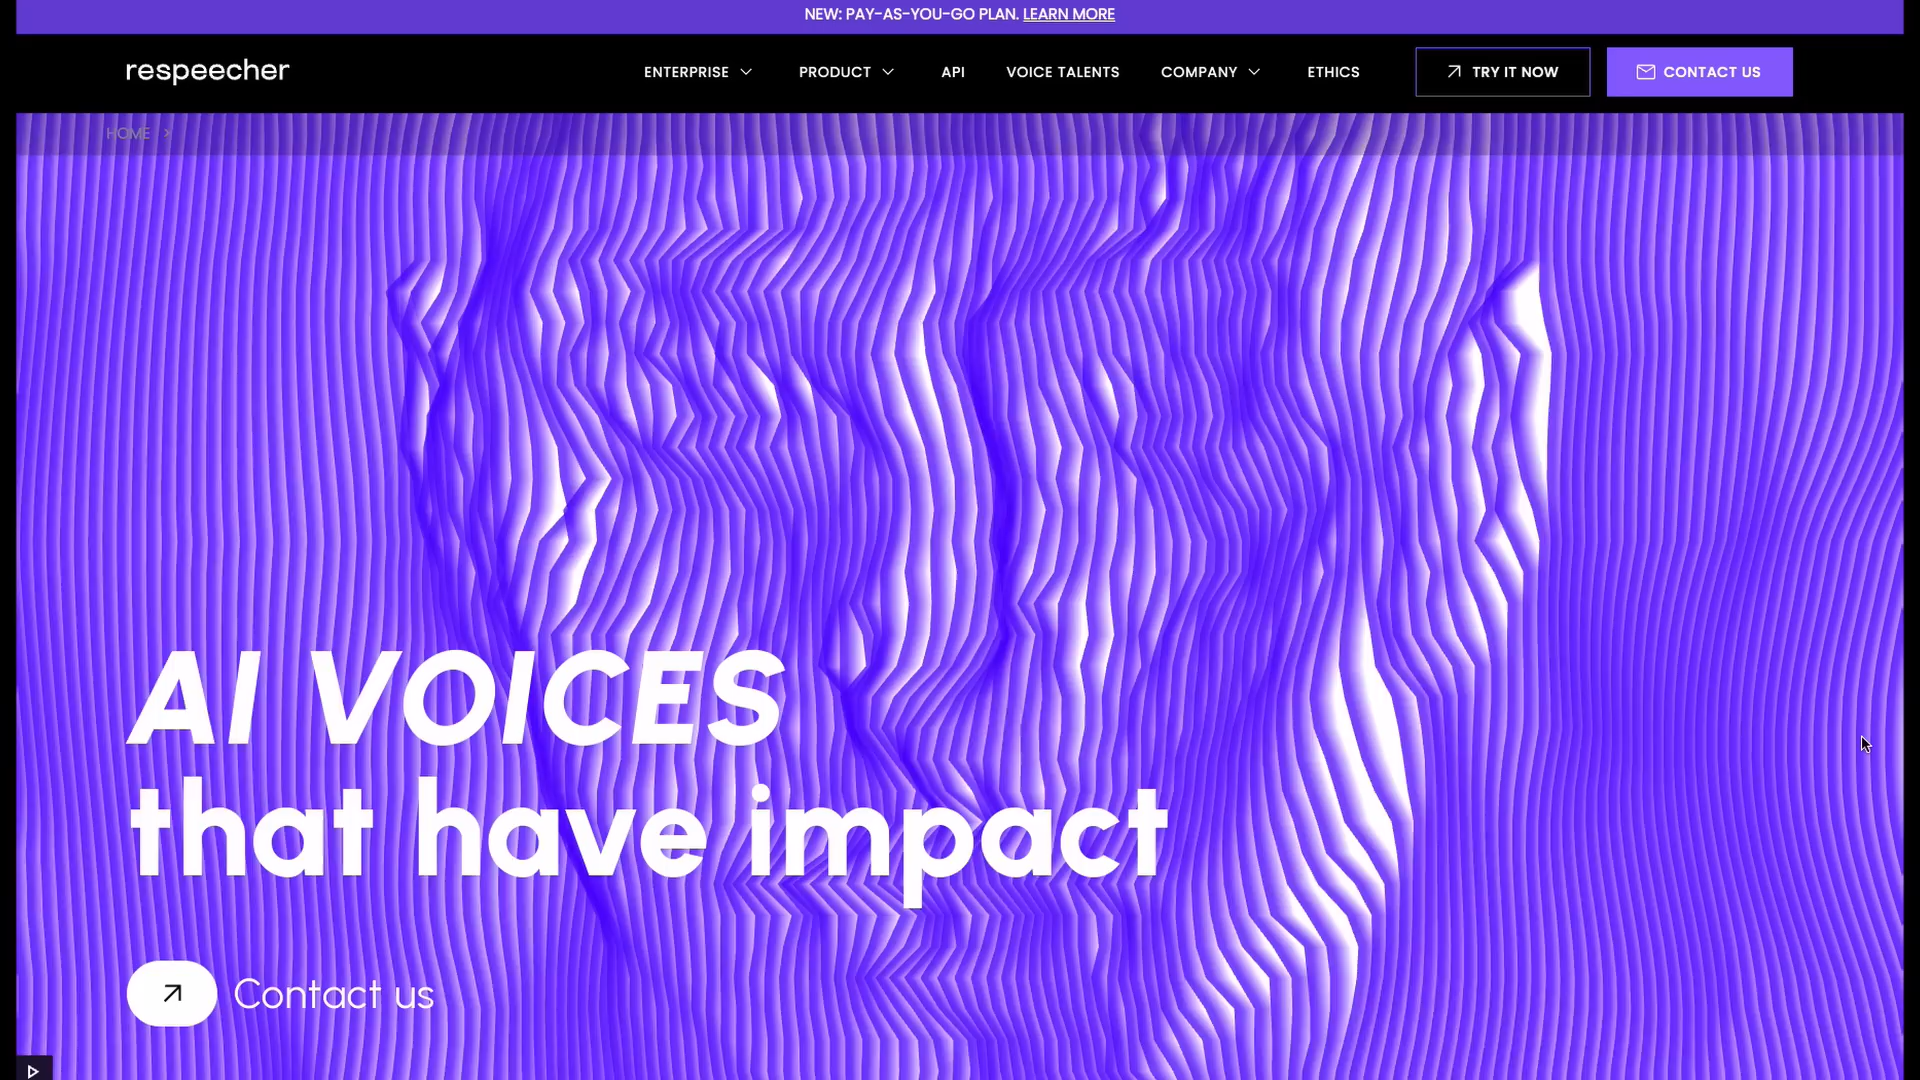 NEW: PAY-AS-YOU-GO PLAN. LEARN MORE
respeecher
ENTERPRISE
PRODUCT
API
VOICE TALENTS
COMPANY
ETHICS
TRY IT NOW
CONTACT US
HOME >
AI VOICES
that have impact
Contact us